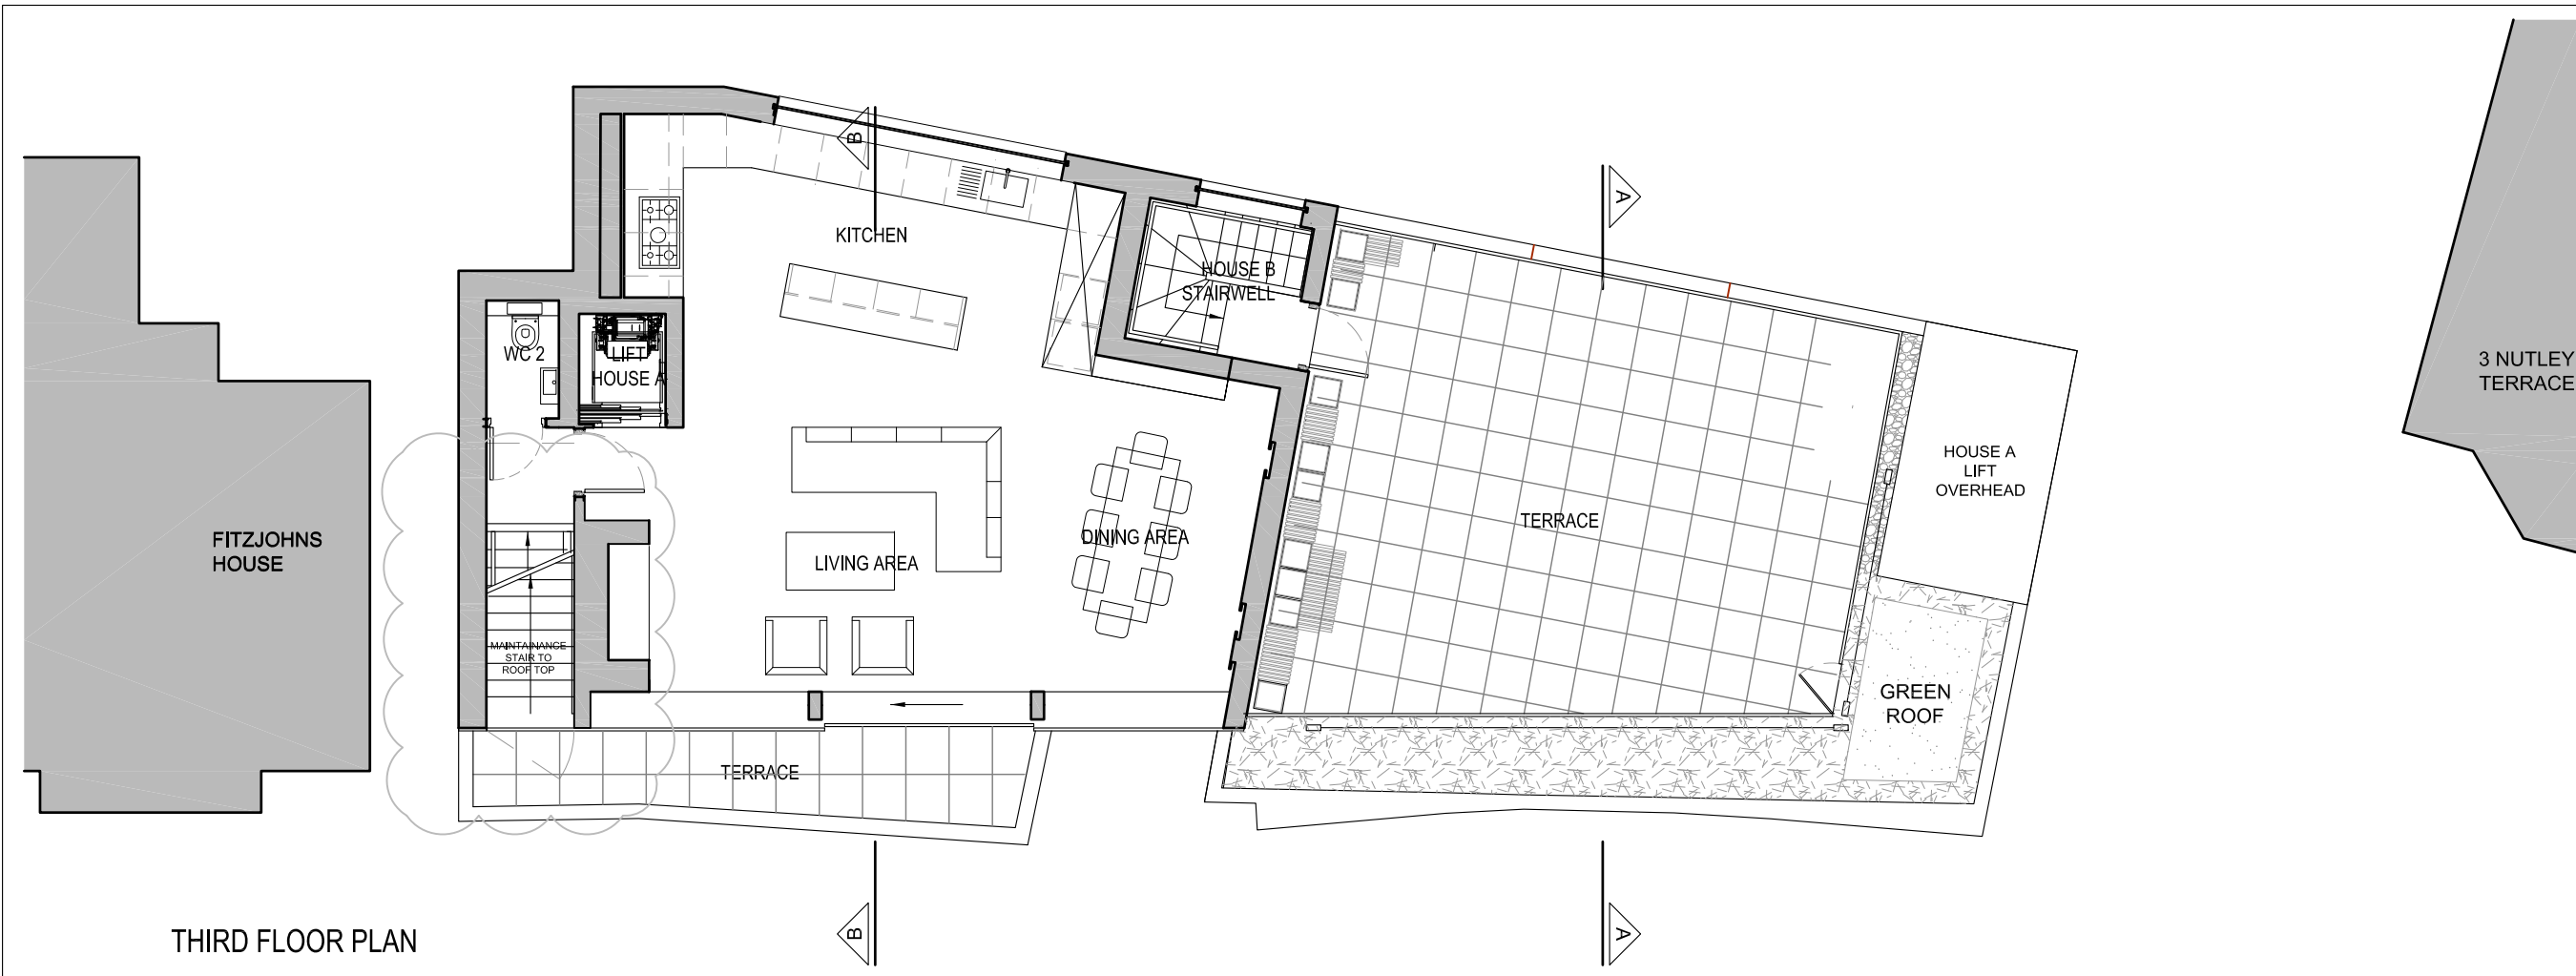 B
A
KITCHEN
HOUSE B
STAIRWELL
WC 2
LIFT
HOUSE A
3 NUTLEY
TERRACE
HOUSE A
LIFT
OVERHEAD
FITZJOHNS
HOUSE
LIVING AREA
DINING AREA
TERRACE
MAINTAINANCE
STAIR TO
ROOF TOP
GREEN
ROOF
TERRACE
THIRD FLOOR PLAN
B
A